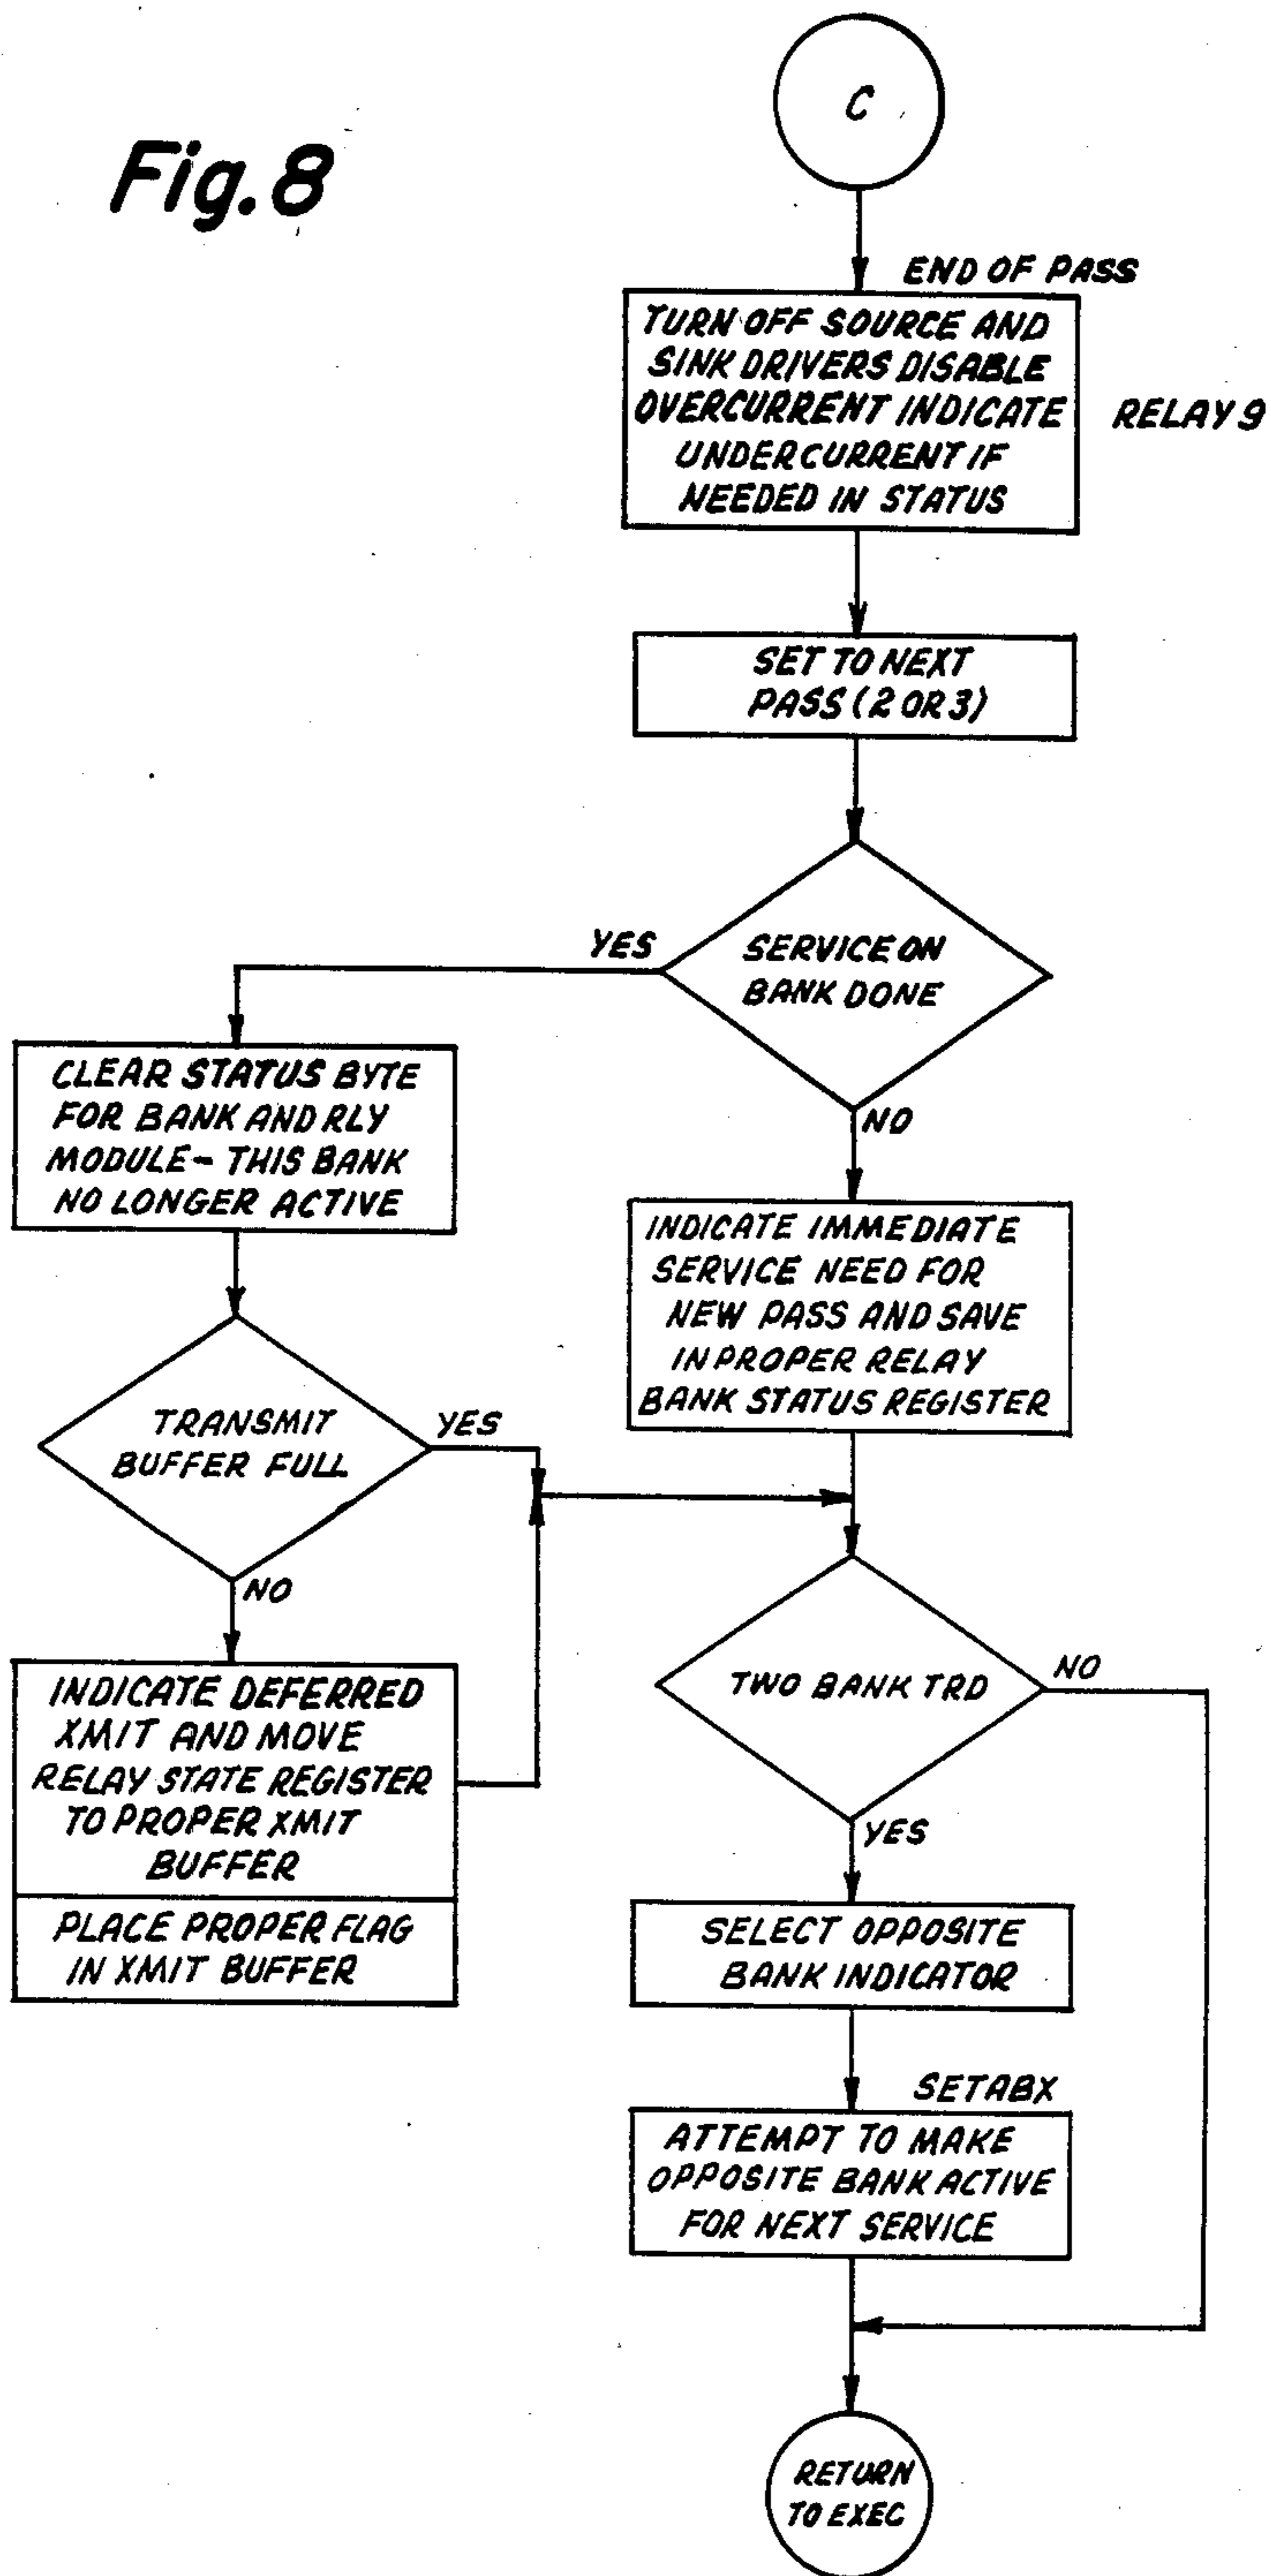 Fig. 8
C
END OF PASS
TURN OFF SOURCE AND
SINK DRIVERS DISABLE
OVERCURRENT INDICATE
UNDERCURRENT IF
NEEDED IN STATUS
RELAY 9
SET TO NEXT
PASS (2 OR 3)
SERVICE ON
BANK DONE
YES
NO
CLEAR STATUS BYTE
FOR BANK AND RLY
MODULE - THIS BANK
NO LONGER ACTIVE
INDICATE IMMEDIATE
SERVICE NEED FOR
NEW PASS AND SAVE
IN PROPER RELAY
BANK STATUS REGISTER
TRANSMIT
BUFFER FULL
YES
NO
INDICATE DEFERRED
XMIT AND MOVE
RELAY STATE REGISTER
TO PROPER XMIT
BUFFER
PLACE PROPER FLAG
IN XMIT BUFFER
TWO BANK TRD
NO
YES
SELECT OPPOSITE
BANK INDICATOR
SETABX
ATTEMPT TO MAKE
OPPOSITE BANK ACTIVE
FOR NEXT SERVICE
RETURN
TO EXEC